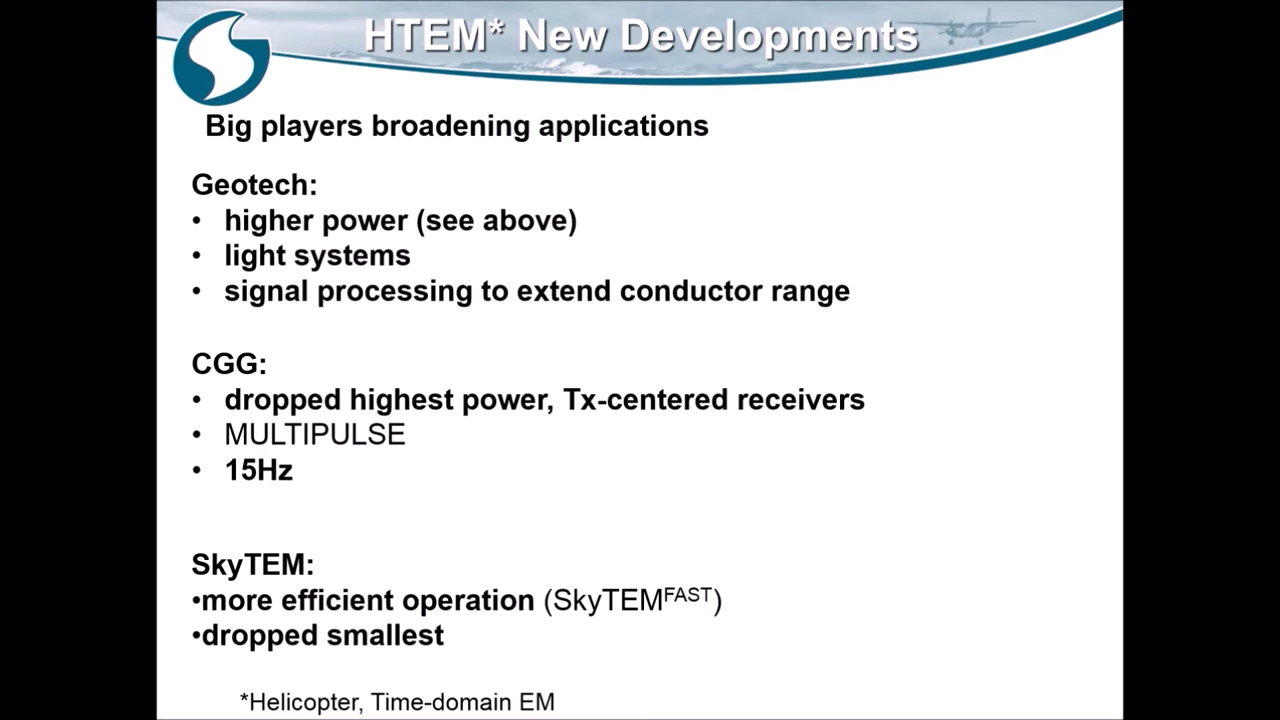 HTEM* New Developments
Big players broadening applications
Geotech:
• higher power (see above)
• light systems
• signal processing to extend conductor range
CGG:
• dropped highest power, Tx-centered receivers
• MULTIPULSE
• 15Hz
SkyTEM:
•more efficient operation (SkyTEMFAST)
•dropped smallest
*Helicopter, Time-domain EM